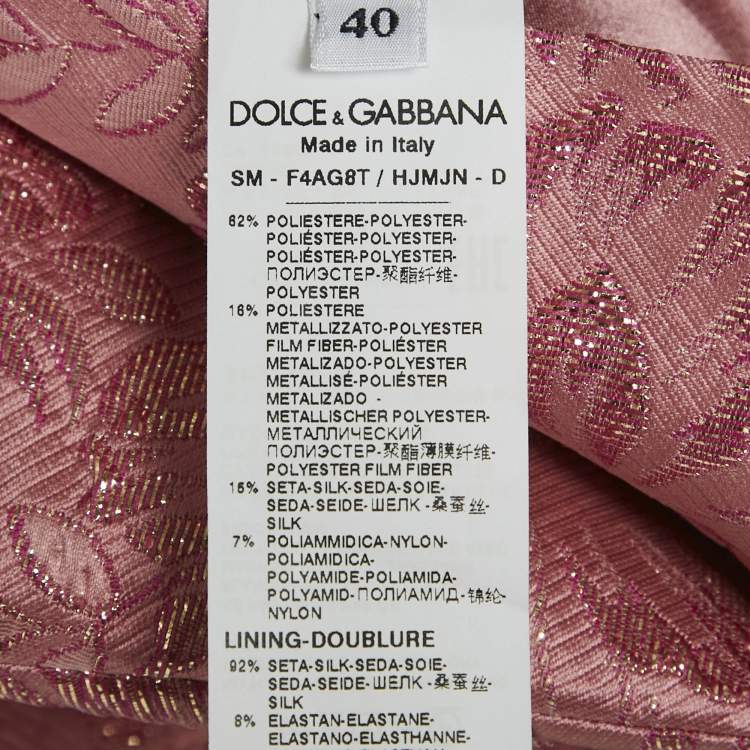 40
DOLCE & GABBANA
Made in Italy
SM - F4AG8T / HJMJN - D
62% POLIESTERE-POLYESTER-
POLIÉSTER-POLYESTER-
POLIÉSTER-POLYESTER-
ПОЛИЭСТЕР-聚酯纤维-
POLYESTER
16% POLIESTERE
METALLIZZATO-POLYESTER
FILM FIBER-POLIÉSTER
METALIZADO-POLYESTER
METALLISÉ-POLIÉSTER
METALIZADO -
METALLISCHER POLYESTER-
МЕТАЛЛИЧЕСКИЙ
ПОЛИЭСТЕР-聚酯薄膜纤维-
POLYESTER FILM FIBER
15% SETA-SILK-SEDA-SOIE-
SEDA-SEIDE-ШЕЛК -桑蚕丝-
SILK
7% POLIAMMIDICA-NYLON-
POLIAMIDICA-
POLYAMIDE-POLIAMIDA-
POLYAMID-ПОЛИАМИД-锦纶-
NYLON
LINING-DOUBLURE
92% SETA-SILK-SEDA-SOIE-
SEDA-SEIDE-ШЕЛК -桑蚕丝-
SILK
8% ELASTAN-ELASTANE-
ELASTANO-ELASTHANNE-